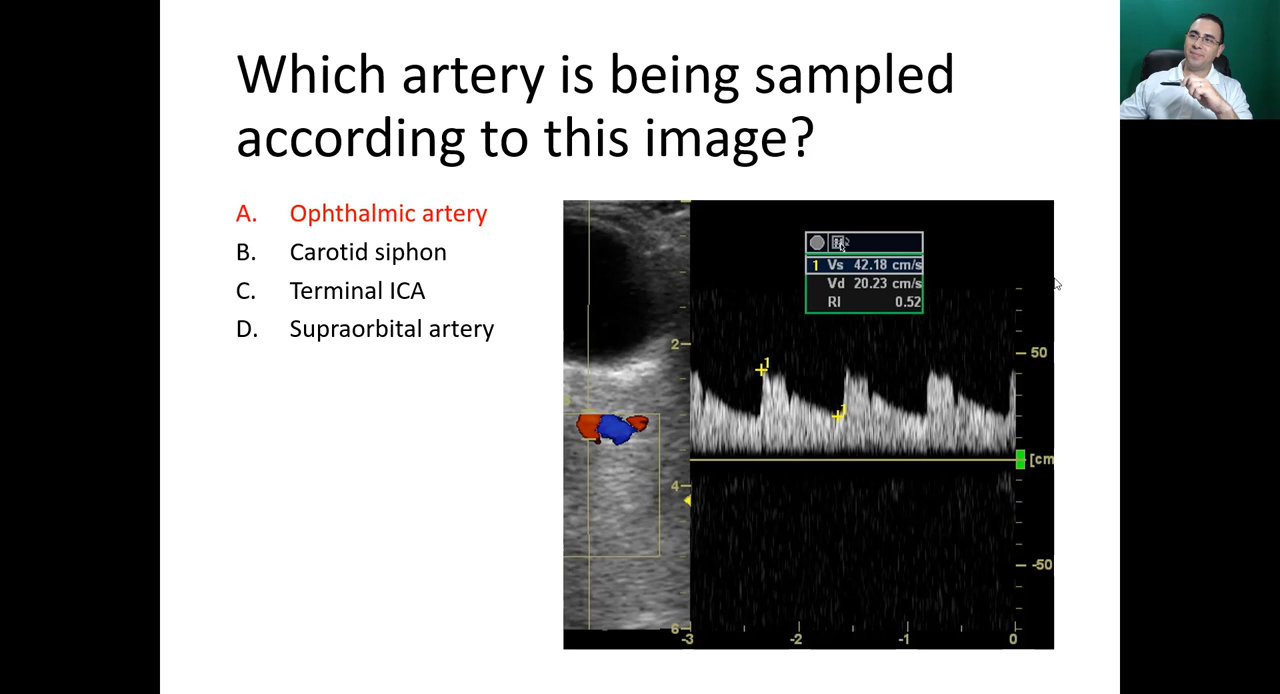 Which artery is being sampled
according to this image?
A. Ophthalmic artery
B. Carotid siphon
C. Terminal ICA
D. Supraorbital artery
1 Vs 42.18 cm/s
Vd 20.23 cm/s
RI 0.52
2
4
6
1
1
50
[cm
-50
-3 -2 -1 0